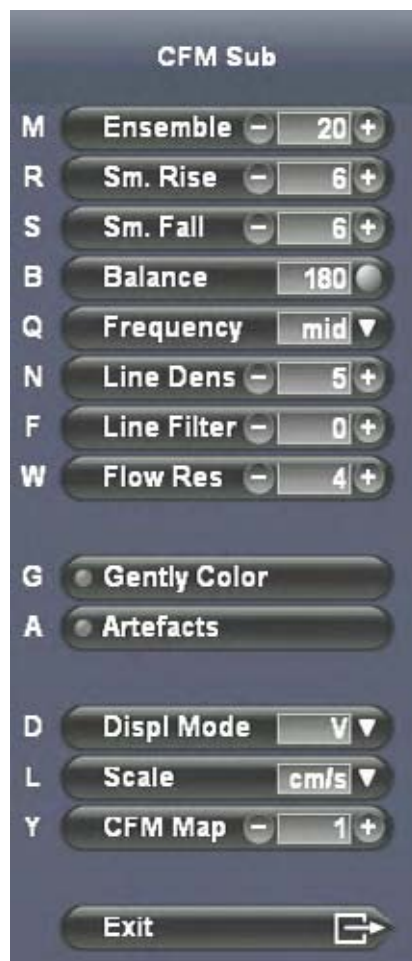 CFM Sub
M Ensemble - 20 +
R Sm. Rise - 6 +
S Sm. Fall - 6 +
B Balance 180
Q Frequency mid
N Line Dens - 5 +
F Line Filter - 0 +
W Flow Res - 4 +
G Gently Color
A Artefacts
D Displ Mode V
L Scale cm/s
Y CFM Map - 1 +
Exit